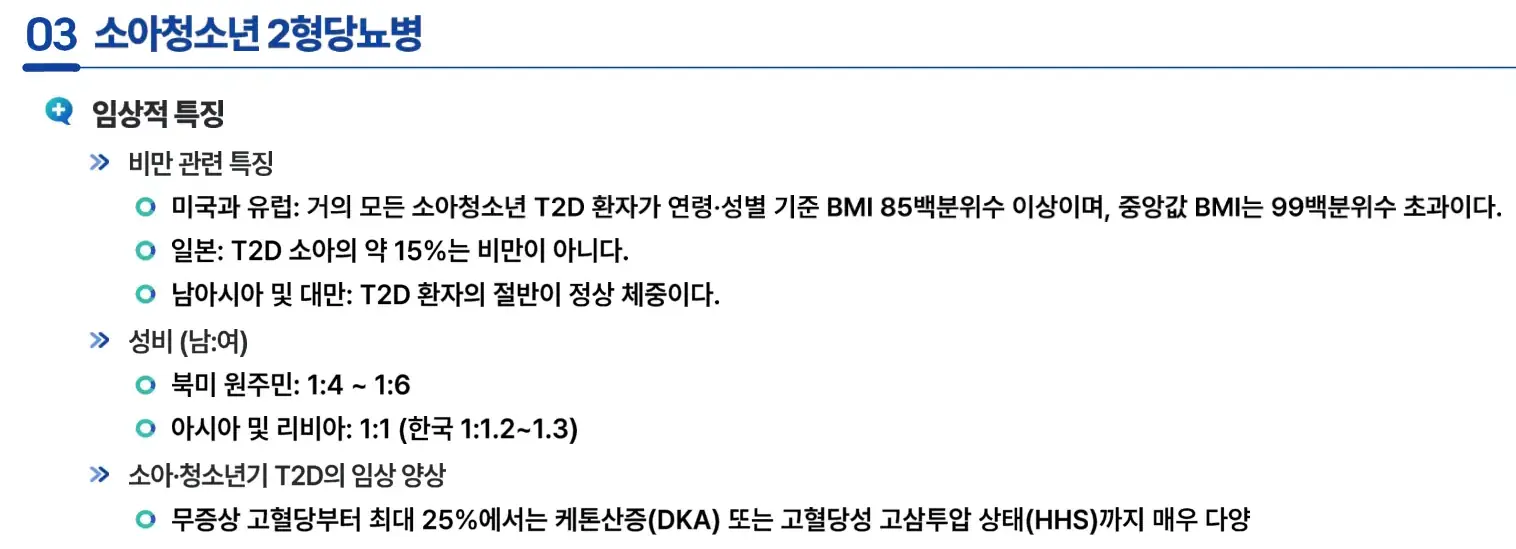 03 소아청소년 2형당뇨병
임상적 특징
비만 관련 특징
미국과 유럽: 거의 모든 소아청소년 T2D 환자가 연령·성별 기준 BMI 85백분위수 이상이며, 중앙값 BMI는 99백분위수 초과이다.
일본: T2D 소아의 약 15%는 비만이 아니다.
남아시아 및 대만: T2D 환자의 절반이 정상 체중이다.
성비 (남:여)
북미 원주민: 1:4 ~ 1:6
아시아 및 리비아: 1:1 (한국 1:1.2~1.3)
소아·청소년기 T2D의 임상 양상
무증상 고혈당부터 최대 25%에서는 케톤산증(DKA) 또는 고혈당성 고삼투압 상태(HHS)까지 매우 다양